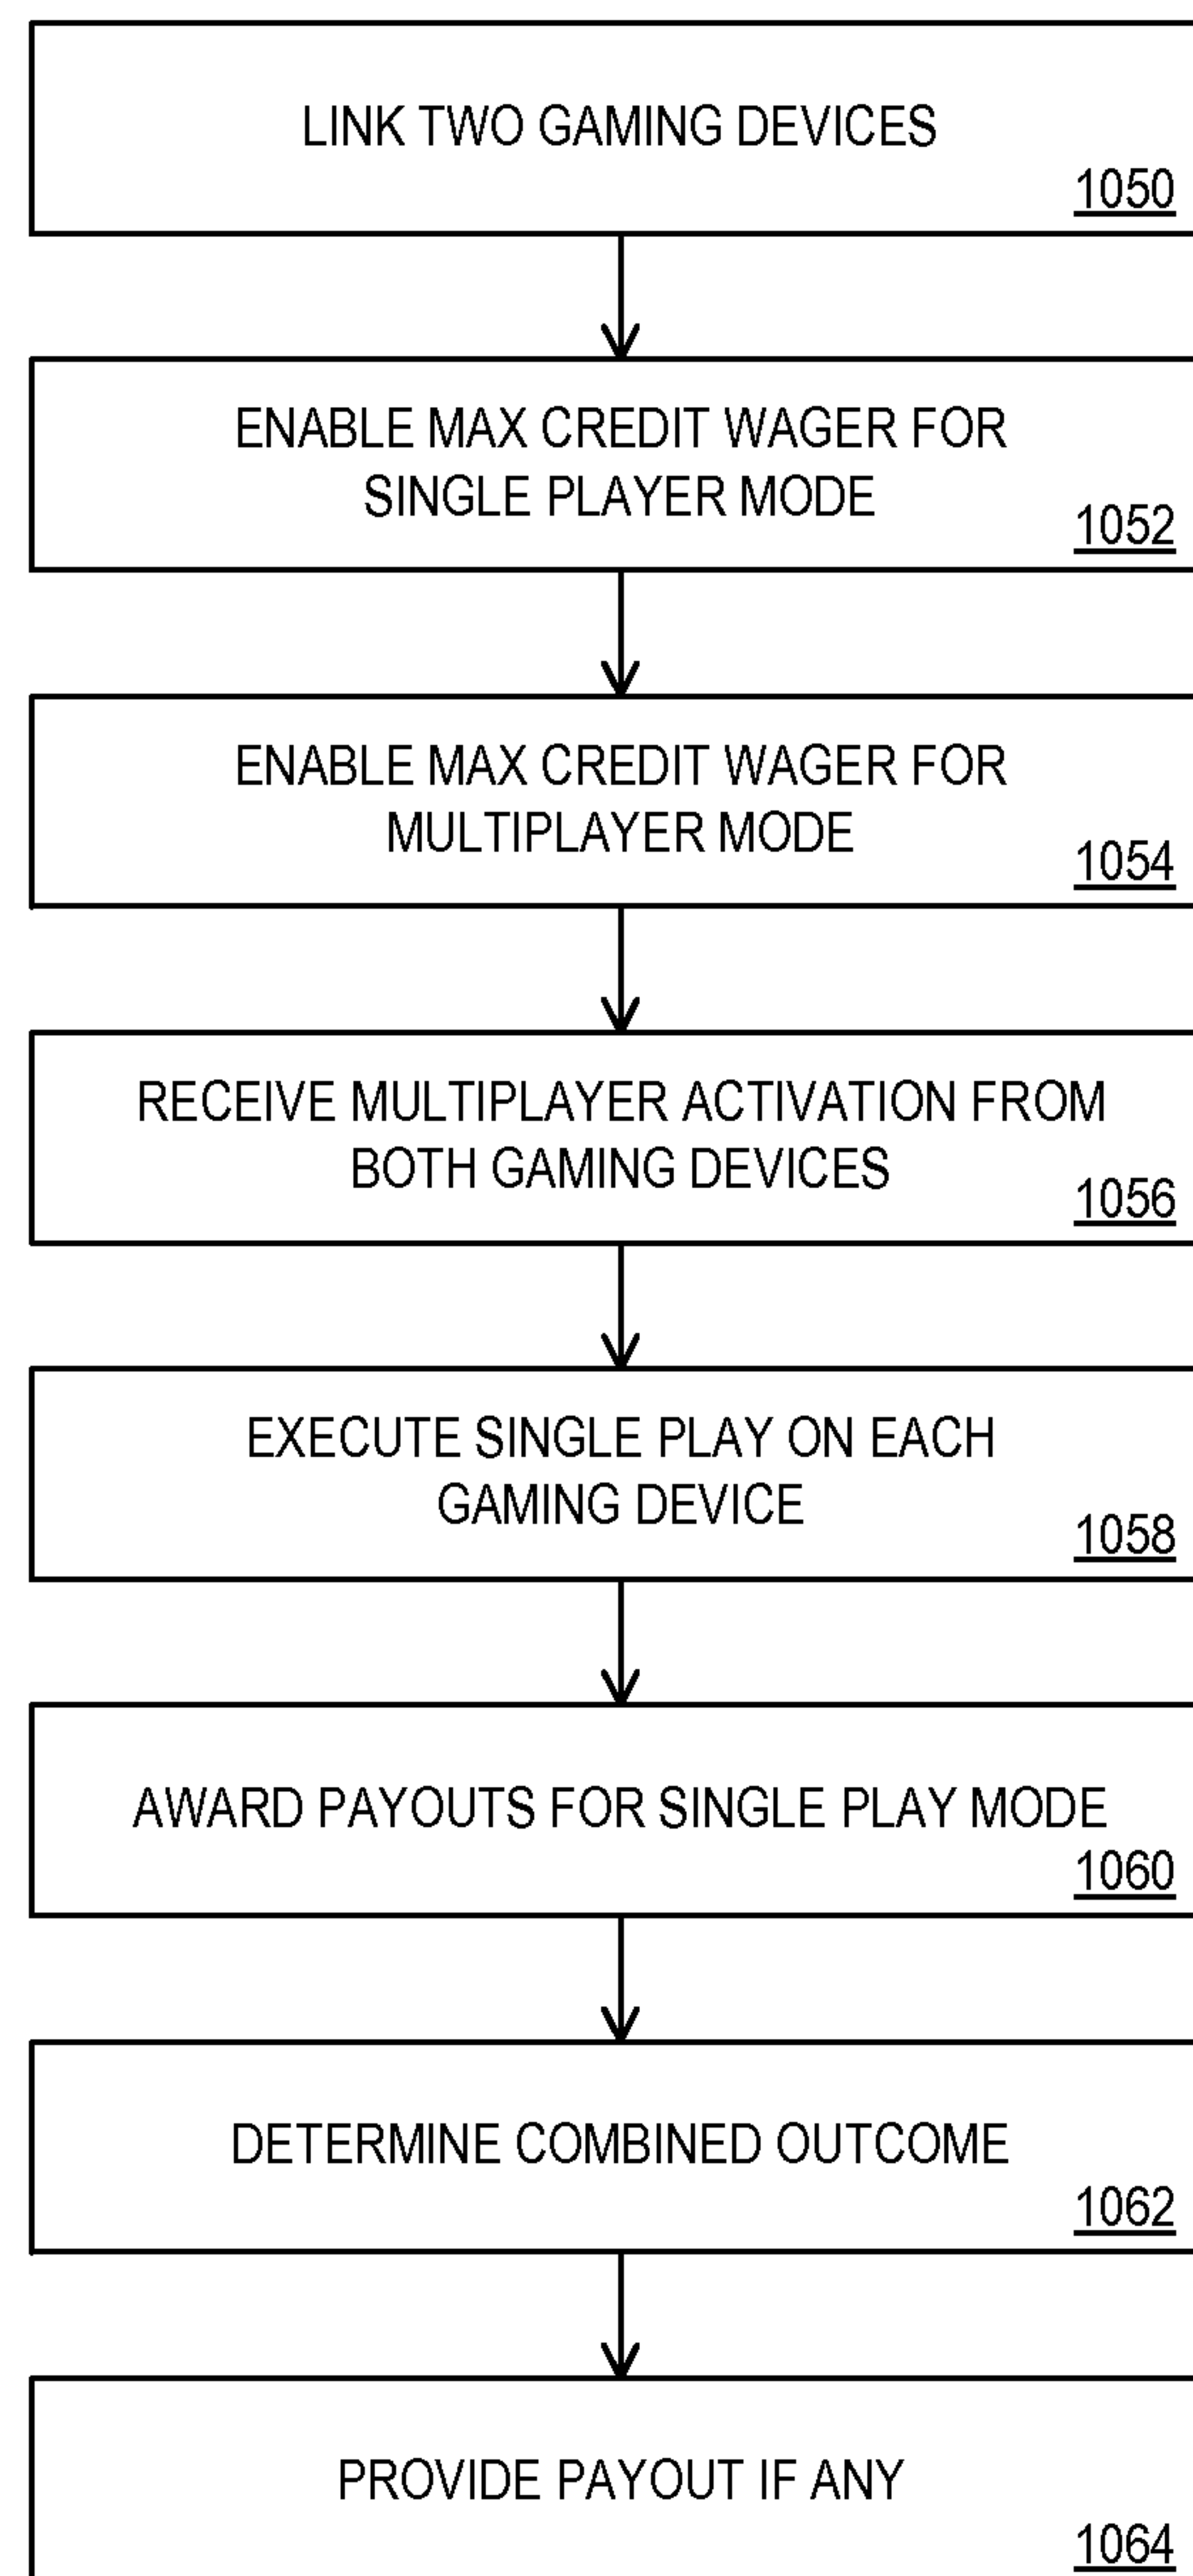 LINK TWO GAMING DEVICES
1050
ENABLE MAX CREDIT WAGER FOR
SINGLE PLAYER MODE
1052
ENABLE MAX CREDIT WAGER FOR
MULTIPLAYER MODE
1054
RECEIVE MULTIPLAYER ACTIVATION FROM
BOTH GAMING DEVICES
1056
EXECUTE SINGLE PLAY ON EACH
GAMING DEVICE
1058
AWARD PAYOUTS FOR SINGLE PLAY MODE
1060
DETERMINE COMBINED OUTCOME
1062
PROVIDE PAYOUT IF ANY
1064